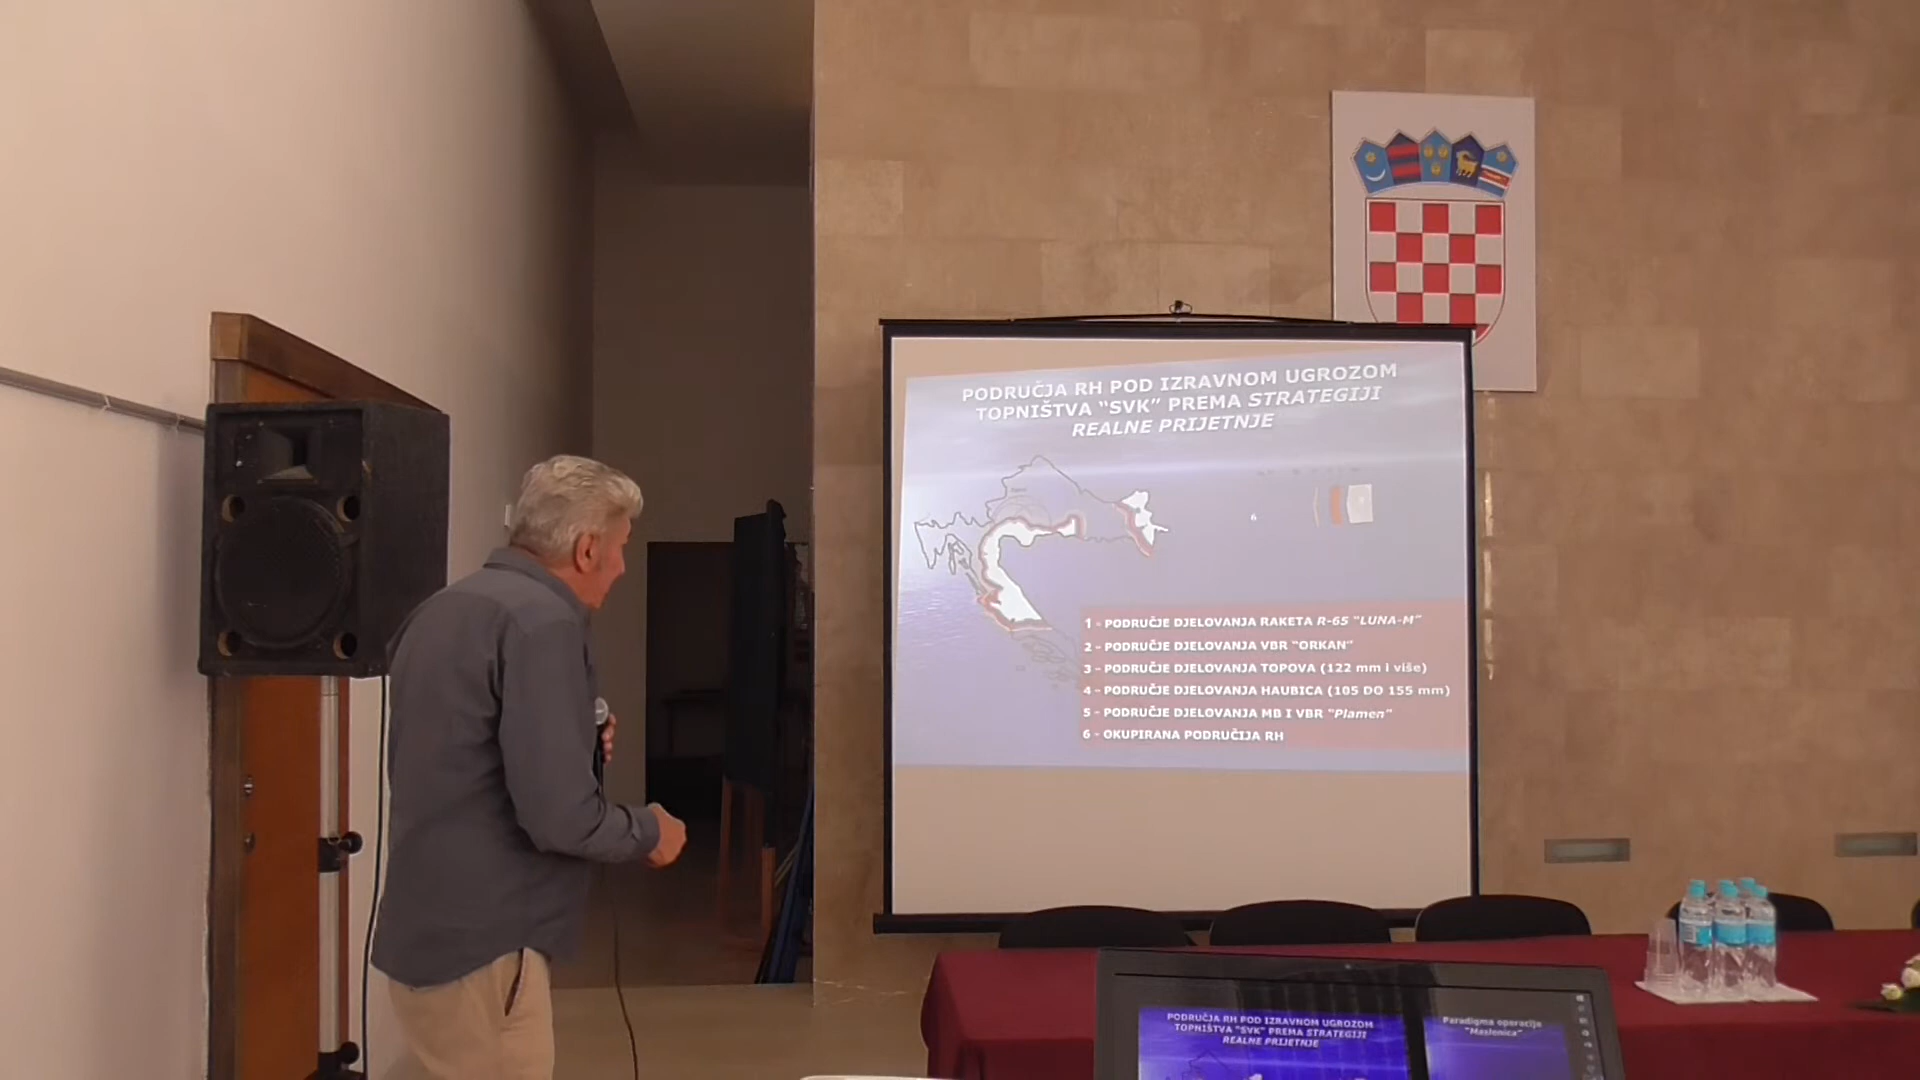 PODRUČJA RH POD IZRAVNOM UGROZOM
TOPNIŠTVA “SVK” PREMA STRATEGIJI
REALNE PRIJETNJE
6
1 - PODRUČJE DJELOVANJA RAKETA R-65 “LUNA-M”
2 - PODRUČJE DJELOVANJA VBR “ORKAN”
3 - PODRUČJE DJELOVANJA TOPOVA (122 mm i više)
4 - PODRUČJE DJELOVANJA HAUBICA (105 DO 155 mm)
5 - PODRUČJE DJELOVANJA MB I VBR “Plamen”
6 - OKUPIRANA PODRUČIJA RH
PODRUČJA RH POD IZRAVNOM UGROZOM
TOPNIŠTVA “SVK” PREMA STRATEGIJI
REALNE PRIJETNJE
Paradigma operacije
“Maslenica”